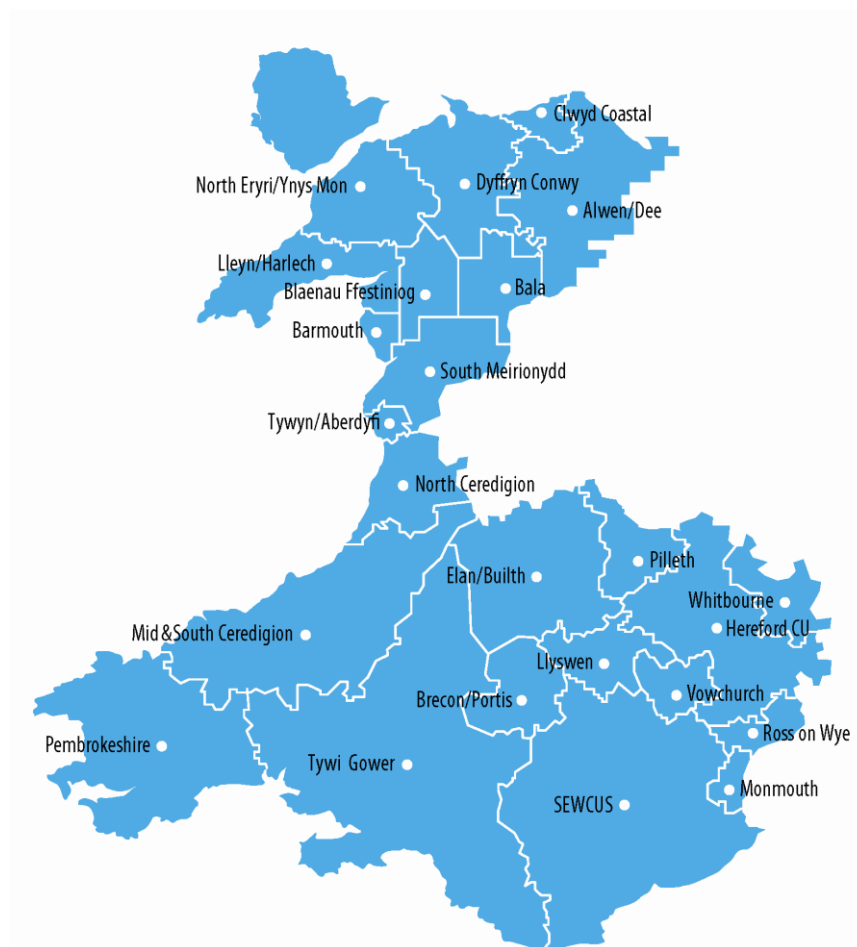 Clwyd Coastal
North Eryri/Ynys Mon
Dyffryn Conwy
Alwen/Dee
Lleyn/Harlech
Blaenau Ffestiniog
Bala
Barmouth
South Meirionydd
Tywyn/Aberdyfi
North Ceredigion
Pilleth
Elan/Builth
Whitbourne
Hereford CU
Mid&South Ceredigion
Llyswen
Brecon/Portis
Vowchurch
Ross on Wye
Pembrokeshire
Tywi Gower
Monmouth
SEWCUS